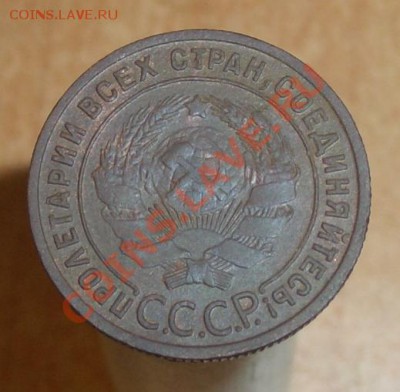 COINS.LAVE.RU
ПРОЛЕТАРИИ ВСЕХ СТРАН, СОЕДИНЯЙТЕСЬ!
С.С.С.Р.
COINS.LAVE.RU